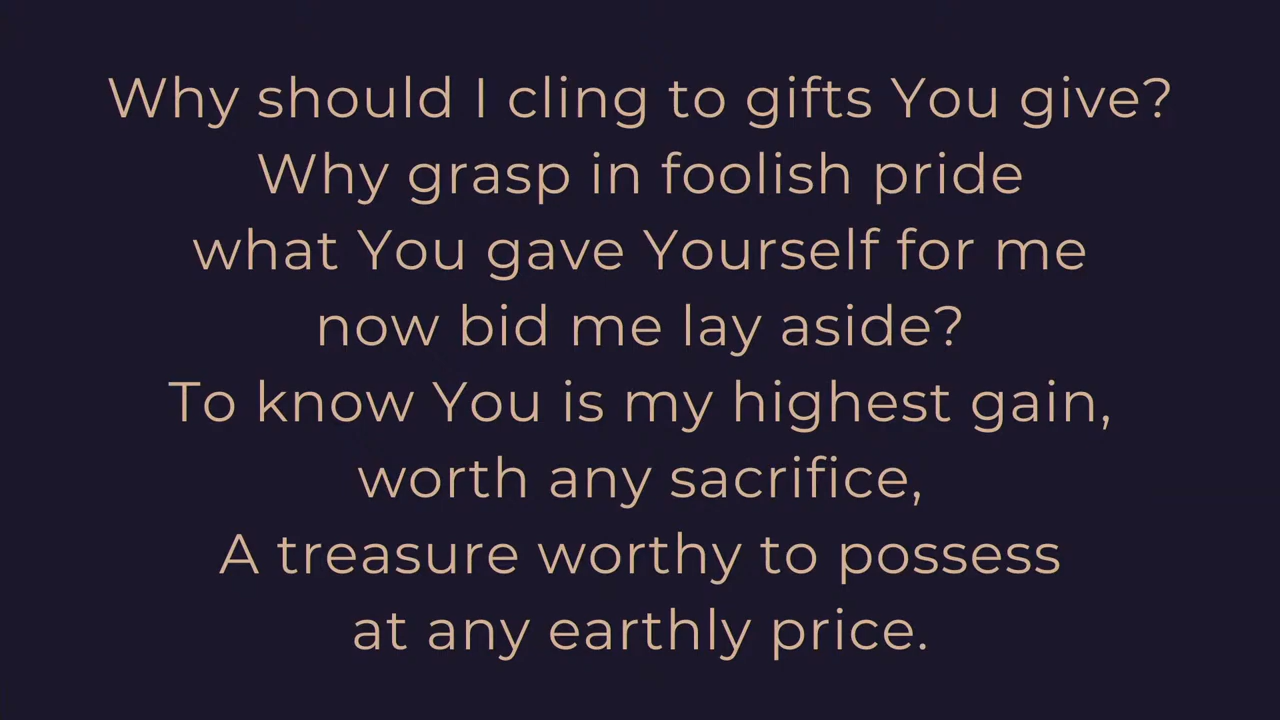 Why should I cling to gifts You give?
Why grasp in foolish pride
what You gave Yourself for me
now bid me lay aside?
To know You is my highest gain,
worth any sacrifice,
A treasure worthy to possess
at any earthly price.